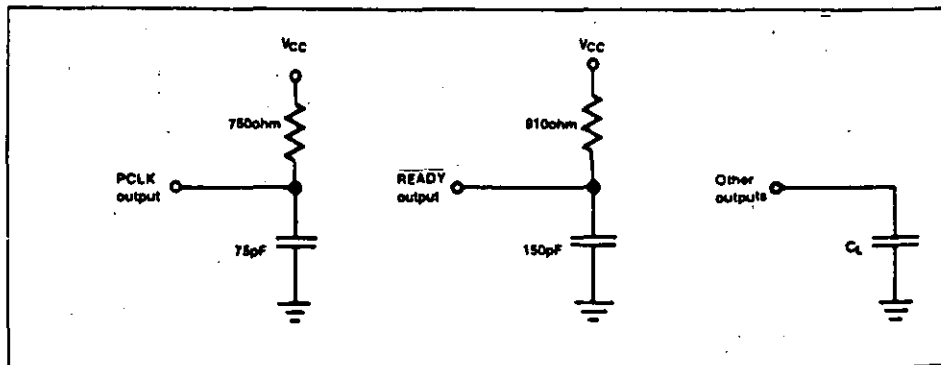 VCC
750ohm
PCLK
output
75pF
VCC
910ohm
READY
output
150pF
Other
outputs
CL